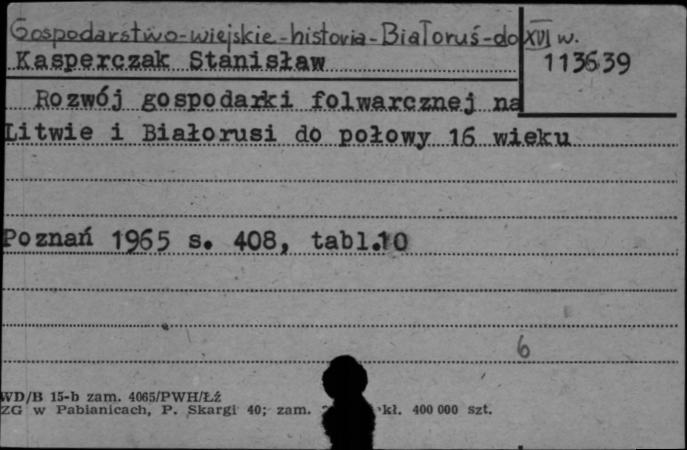 Gospodarstwo-wiejskie-historia-Białoruś-do XVI w.
Kasperczak Stanisław
113639
Rozwój gospodarki folwarcznej na
Litwie i Białorusi do połowy 16 wieku
Poznań 1965 s. 408, tabl.10
6
WD/B 15-b zam. 4065/PWH/Łź
ZG w Pabianicach, P. Skargi 40; zam. kł. 400 000 szt.